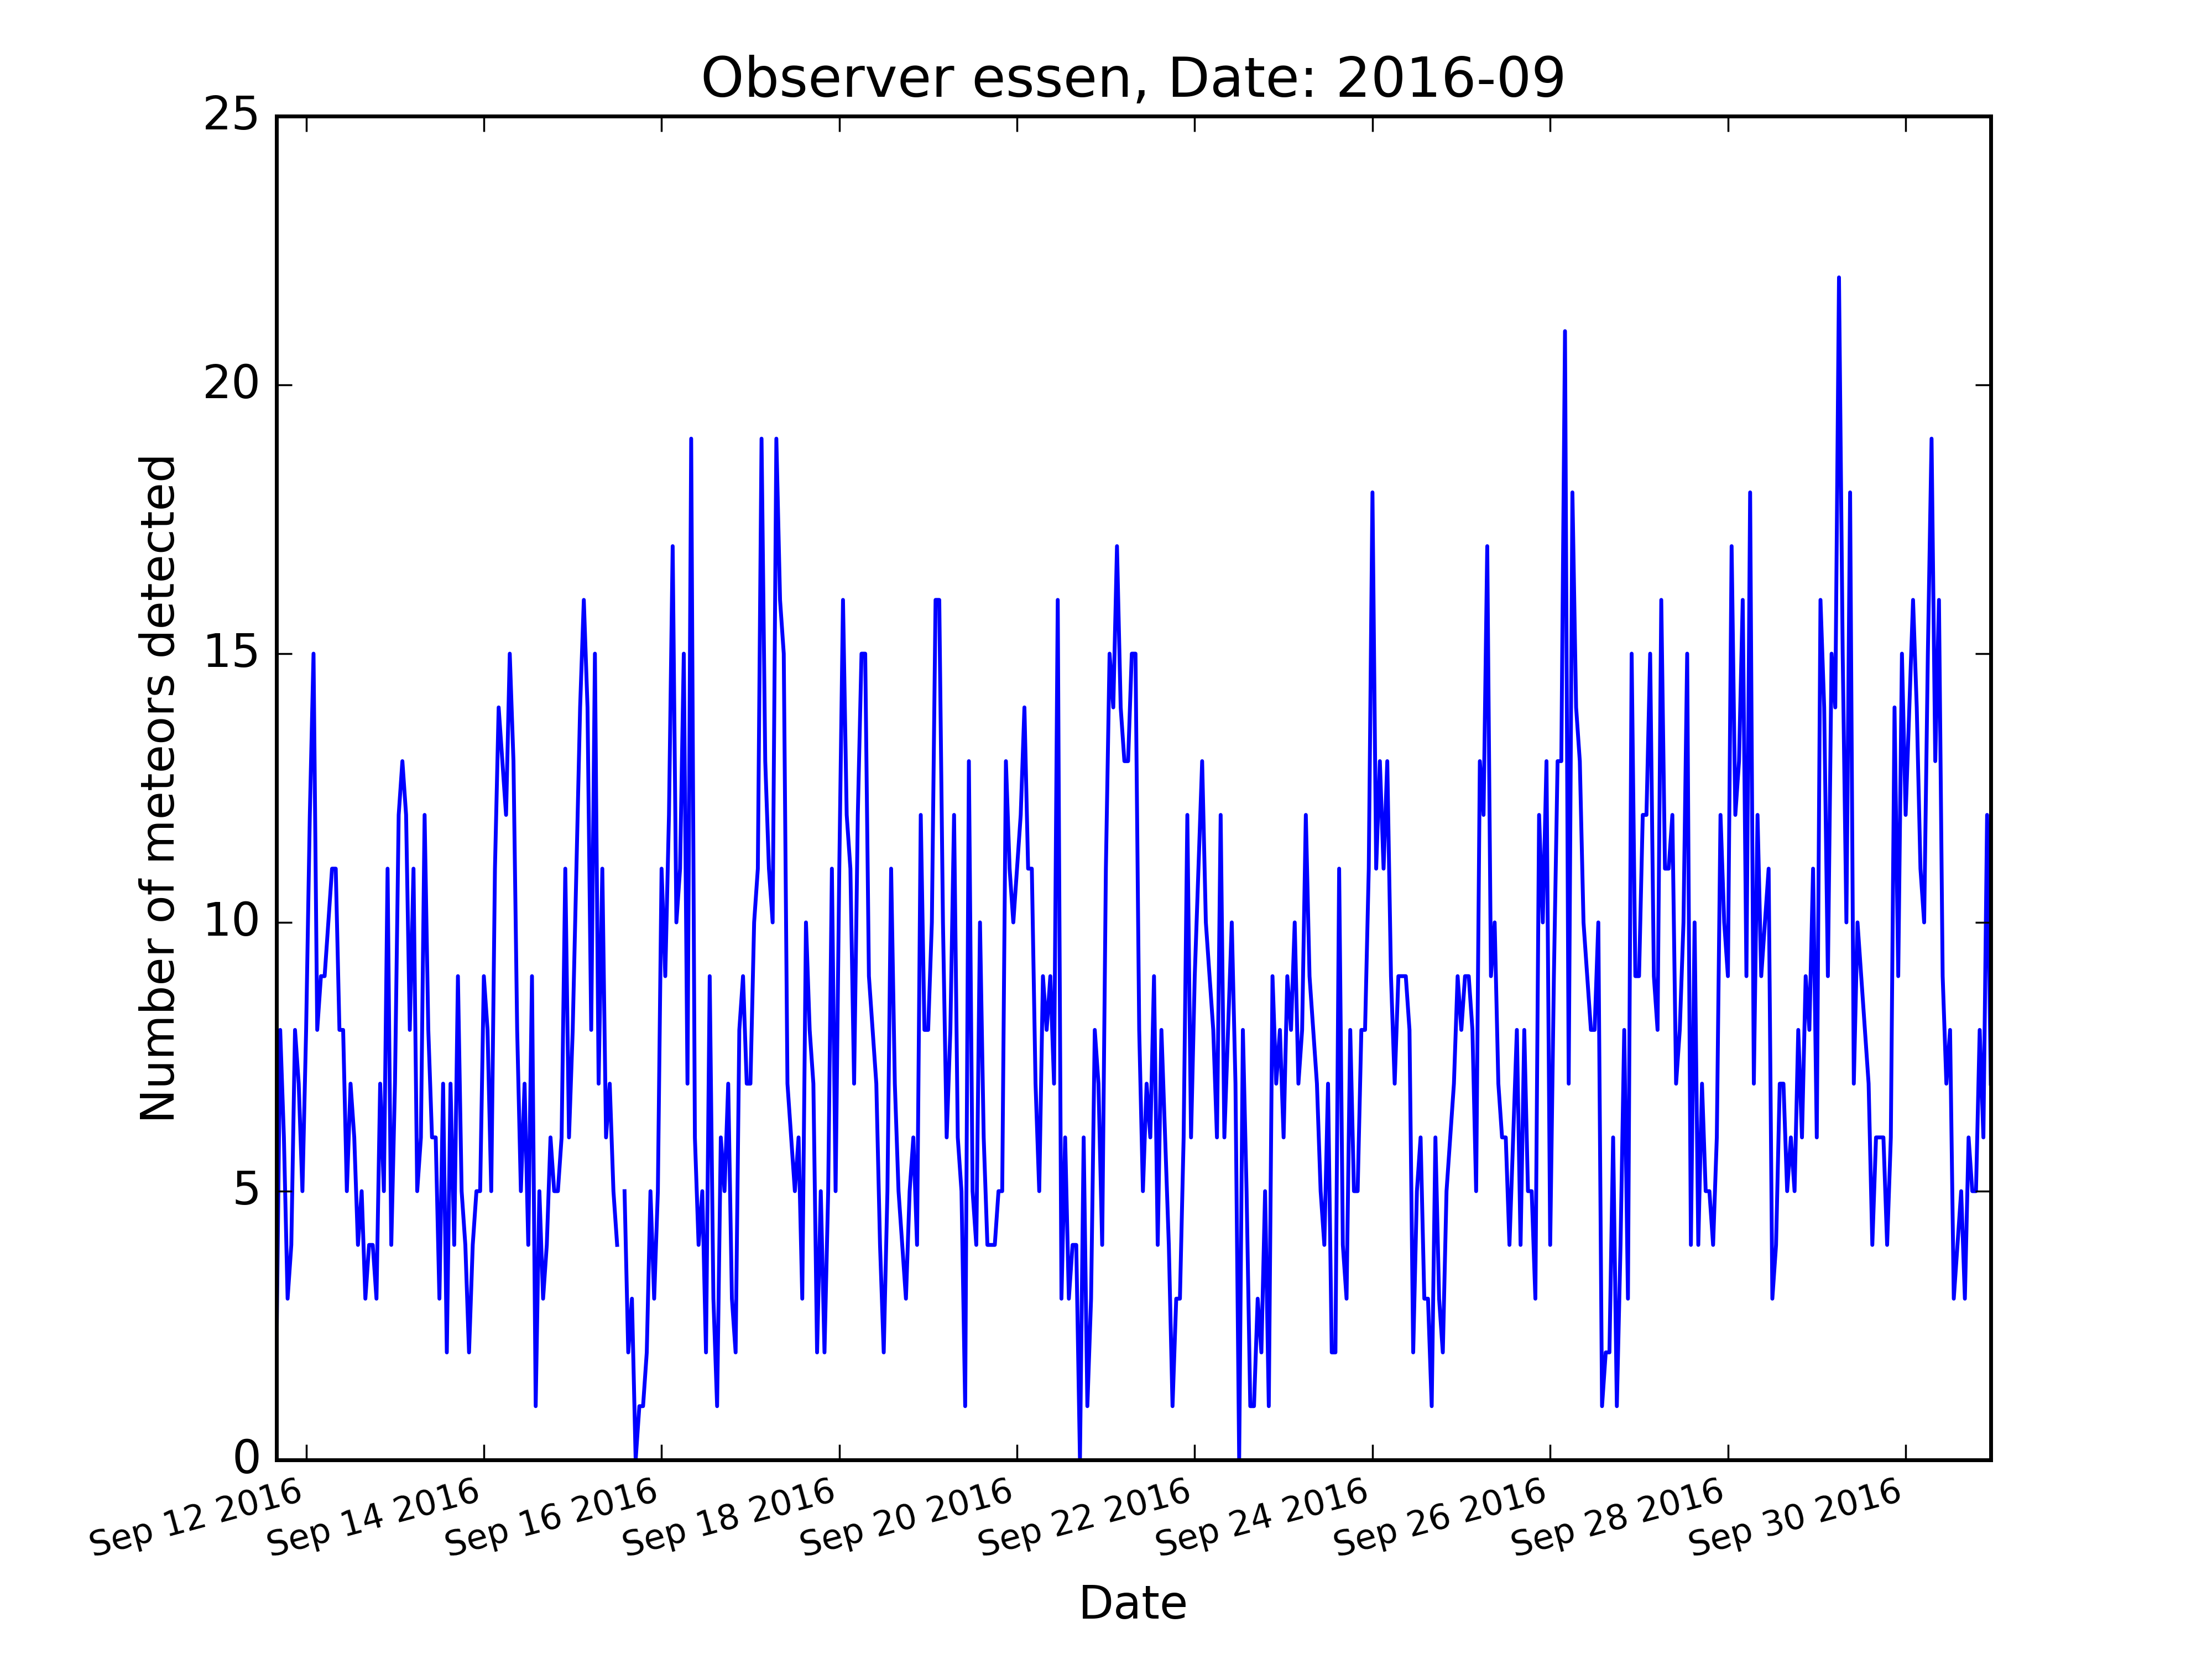 Observer essen, Date: 2016-09
25
20
15
10
5
0
Number of meteors detected
Sep 12 2016
Sep 14 2016
Sep 16 2016
Sep 18 2016
Sep 20 2016
Sep 22 2016
Sep 24 2016
Sep 26 2016
Sep 28 2016
Sep 30 2016
Date